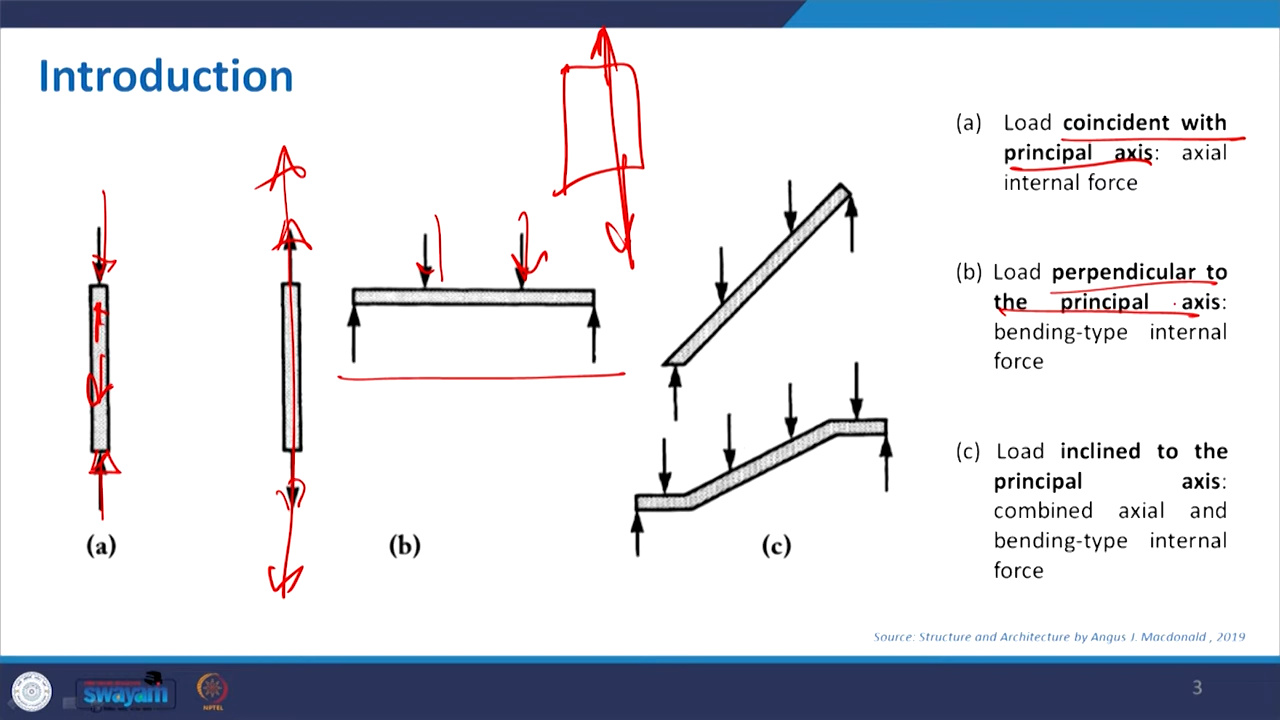 Introduction
(a) Load coincident with
principal axis: axial
internal force
(b) Load perpendicular to
the principal axis:
bending-type internal
force
(c) Load inclined to the
principal axis:
combined axial and
bending-type internal
force
(a)
(b)
(c)
Source: Structure and Architecture by Angus J. Macdonald , 2019
swayam
NPTEL
3